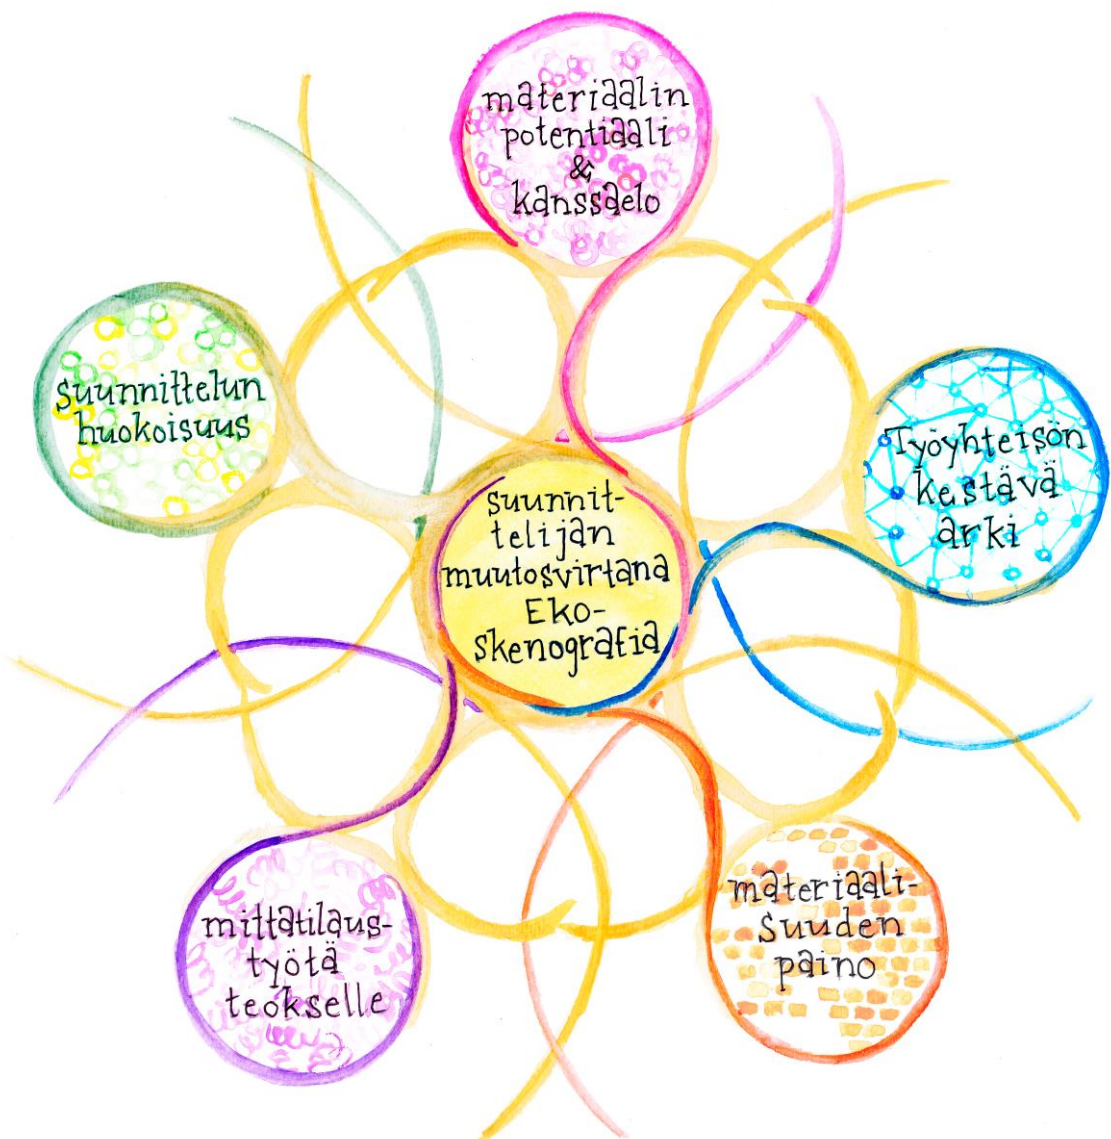 materiaalin
potentiaali
&
kanssaelo
suunnittelun
huokoisuus
Työyhteisön
kestävä
arki
suunnit-
telijan
muutosvirtana
Eko-
skenografia
mittatilaus-
työtä
teokselle
materiaali-
suuden
paino